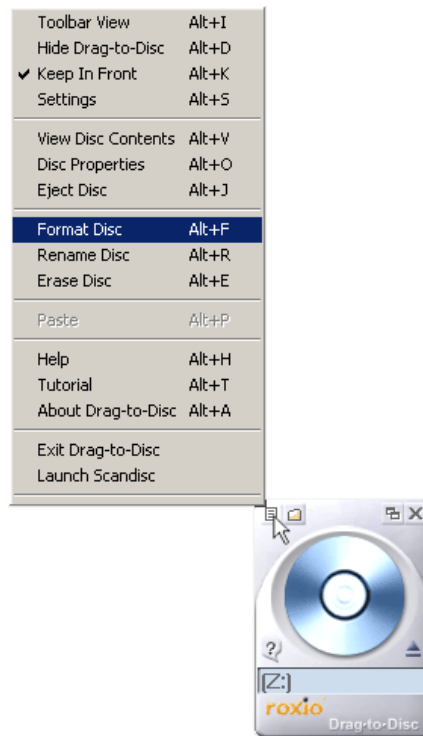 Toolbar View Alt+I
Hide Drag-to-Disc Alt+D
Keep In Front Alt+K
Settings Alt+S
View Disc Contents Alt+V
Disc Properties Alt+O
Eject Disc Alt+J
Format Disc Alt+F
Rename Disc Alt+R
Erase Disc Alt+E
Paste Alt+P
Help Alt+H
Tutorial Alt+T
About Drag-to-Disc Alt+A
Exit Drag-to-Disc
Launch Scandisc
?
(Z:)
roxio
Drag-to-Disc